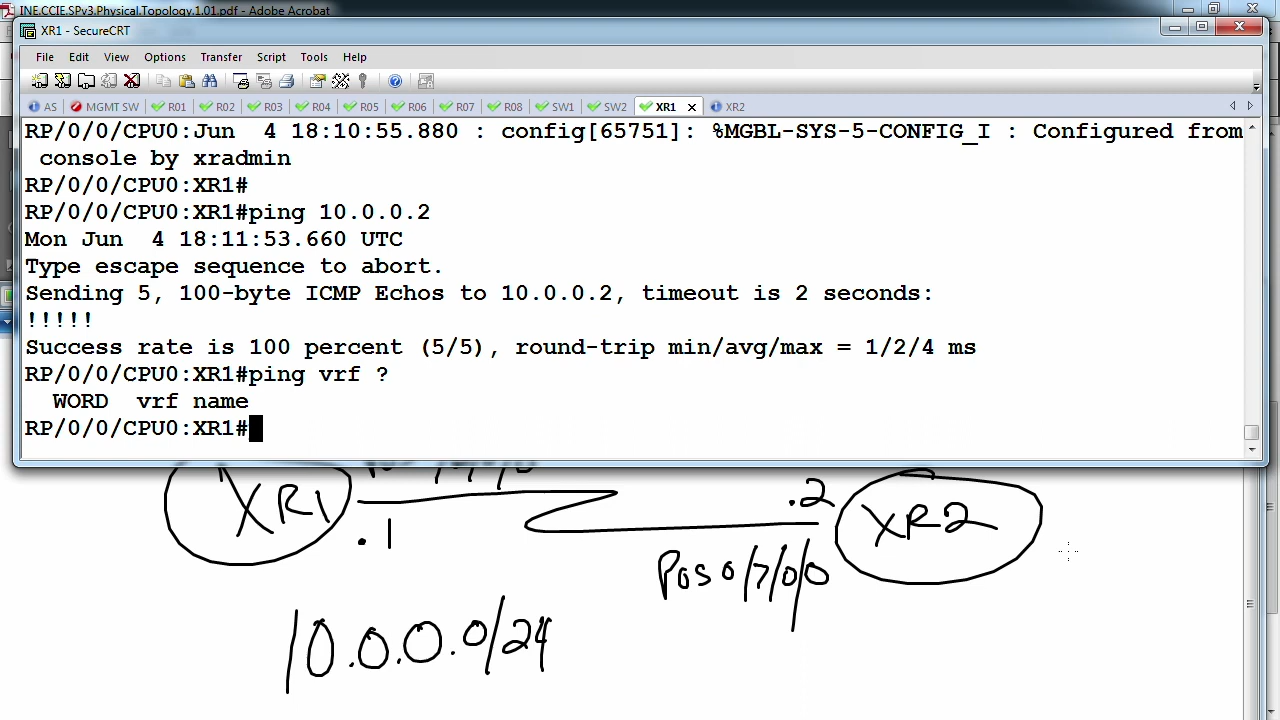 INE.CCIE.SPv3.Physical.Topology.1.01.pdf - Adobe Acrobat
XR1 - SecureCRT
File Edit View Options Transfer Script Tools Help
AS MGMT SW R01 R02 R03 R04 R05 R06 R07 R08 SW1 SW2 XR1 XR2
RP/0/0/CPU0:Jun  4 18:10:55.880 : config[65751]: %MGBL-SYS-5-CONFIG_I : Configured from
 console by xradmin
RP/0/0/CPU0:XR1#
RP/0/0/CPU0:XR1#ping 10.0.0.2
Mon Jun  4 18:11:53.660 UTC
Type escape sequence to abort.
Sending 5, 100-byte ICMP Echos to 10.0.0.2, timeout is 2 seconds:
!!!!!
Success rate is 100 percent (5/5), round-trip min/avg/max = 1/2/4 ms
RP/0/0/CPU0:XR1#ping vrf ?
  WORD  vrf name
RP/0/0/CPU0:XR1#
XR1 .1 .2 XR2
POS 0/7/0/0
10.0.0.0/24